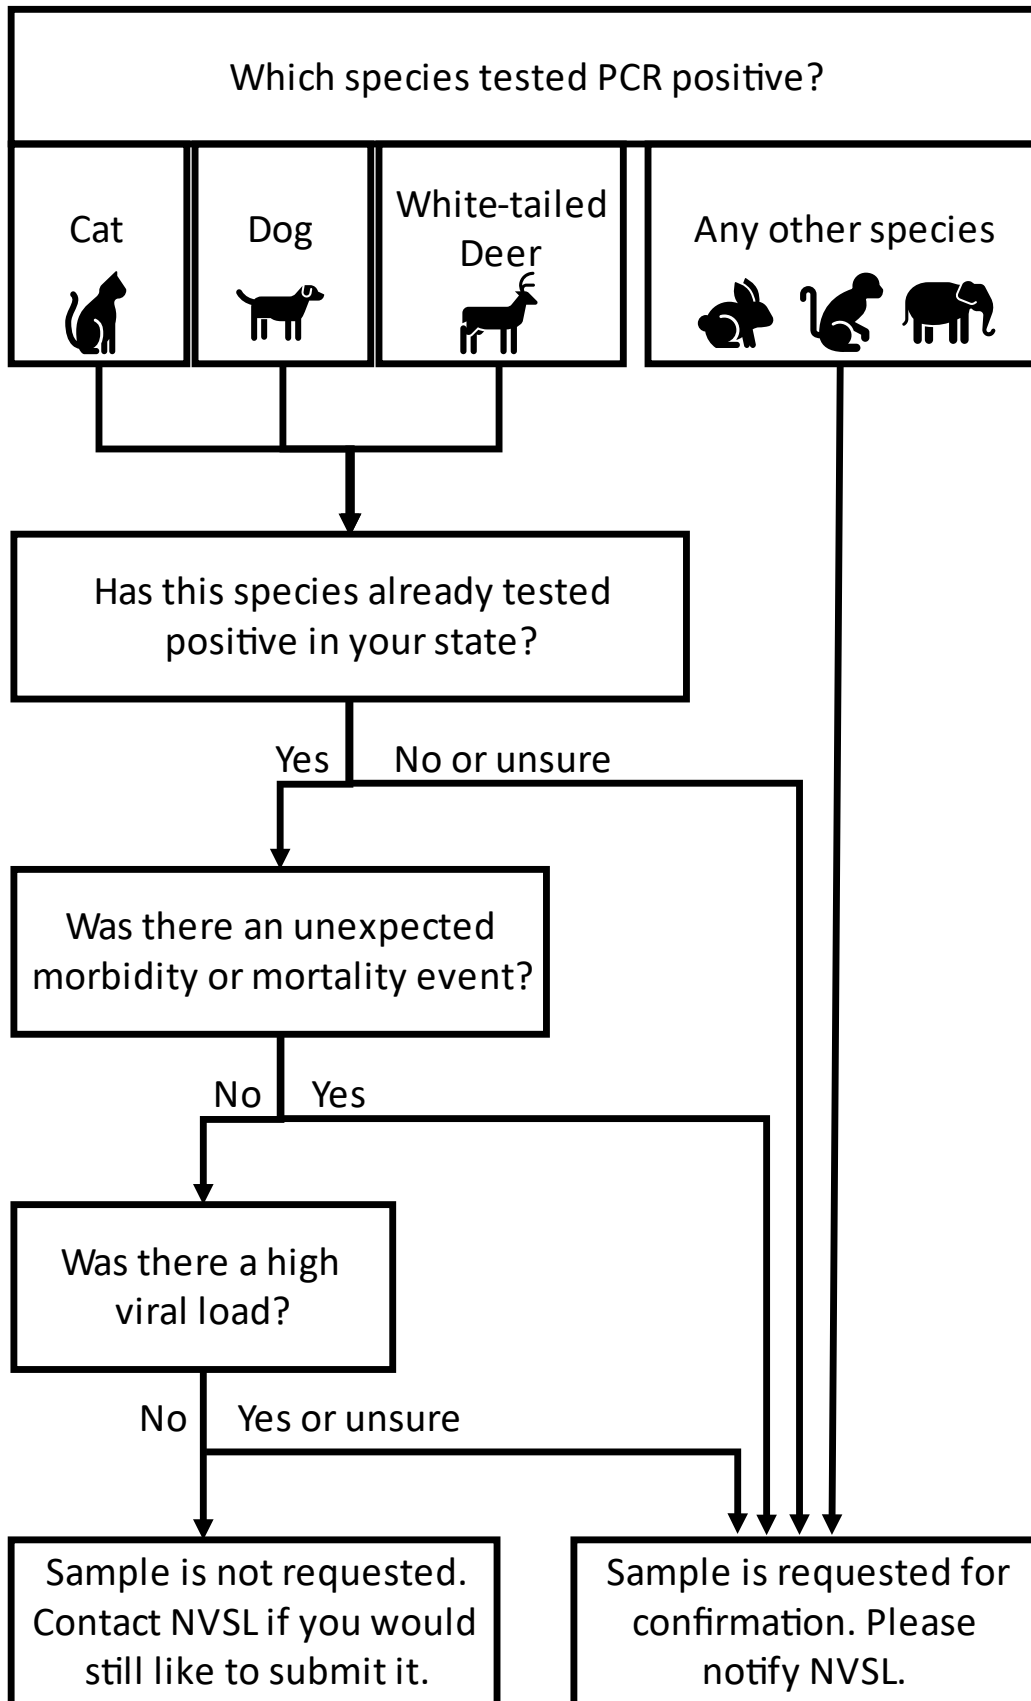 Which species tested PCR positive?
Cat
Dog
White-tailed
Deer
Any other species
Has this species already tested
positive in your state?
Yes
No or unsure
Was there an unexpected
morbidity or mortality event?
No
Yes
Was there a high
viral load?
No
Yes or unsure
Sample is not requested.
Contact NVSL if you would
still like to submit it.
Sample is requested for
confirmation. Please
notify NVSL.